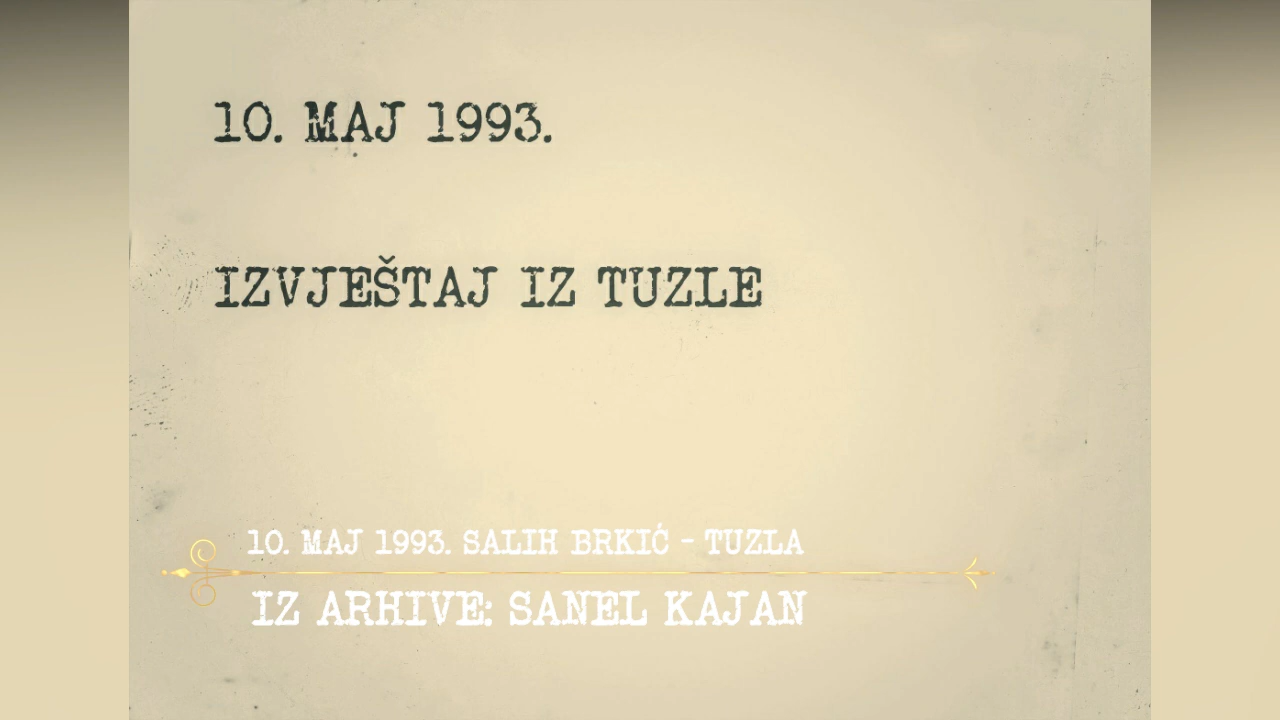 10. MAJ 1993.
IZVJEŠTAJ IZ TUZLE
10. MAJ 1993. SALIH BRKIĆ - TUZLA
IZ ARHIVE: SANEL KAJAN